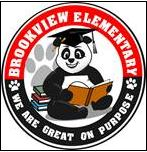 BROOKVIEW ELEMENTARY
WE ARE GREAT ON PURPOSE